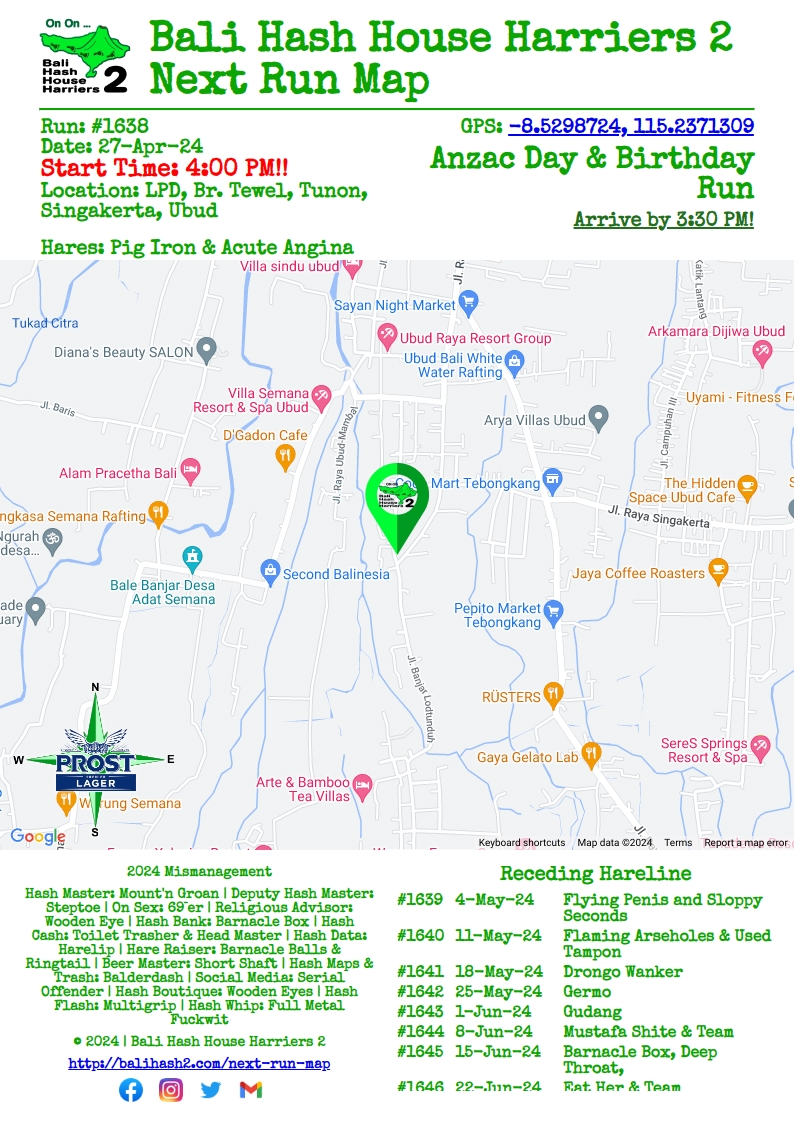 On On ...
Bali
Hash
House
Harriers 2
Bali Hash House Harriers 2
Next Run Map
Run: #1638
Date: 27-Apr-24
Start Time: 4:00 PM!!
Location: LPD, Br. Tewel, Tunon,
Singakerta, Ubud
Hares: Pig Iron & Acute Angina
GPS: -8.5298724, 115.2371309
Anzac Day & Birthday
Run
Arrive by 3:30 PM!
Villa sindu ubud
Jl. R
Katik Lantang
Sayan Night Market
Tukad Citra
Ubud Raya Resort Group
Arkamara Dijiwa Ubud
Diana's Beauty SALON
Ubud Bali White
Water Rafting
Villa Semana
Resort & Spa Ubud
Uyami - Fitness F
Jl. Baris
Jl. Raya Ubud-Mambal
Jl. Campuhan III
Arya Villas Ubud
D'Gadon Cafe
Alam Pracetha Bali
On On
Bali
Hash
House
Harriers 2
Coco Mart Tebongkang
The Hidden
Space Ubud Cafe
S
ngkasa Semana Rafting
Jl. Raya Singakerta
Ngurah
desa...
Bale Banjar Desa
Adat Semana
Second Balinesia
Jaya Coffee Roasters
ade
uary
Pepito Market
Tebongkang
Jl. Banjar Lodtunduh
RÜSTERS
N
W
E
S
PROST
LAGER
Gaya Gelato Lab
SereS Springs
Resort & Spa
Arte & Bamboo
Tea Villas
Warung Semana
Jl.
Google
Keyboard shortcuts Map data ©2024 Terms Report a map error
2024 Mismanagement
Hash Master: Mount'n Groan | Deputy Hash Master:
Steptoe | On Sex: 69'er | Religious Advisor:
Wooden Eye | Hash Bank: Barnacle Box | Hash
Cash: Toilet Trasher & Head Master | Hash Data:
Harelip | Hare Raiser: Barnacle Balls &
Ringtail | Beer Master: Short Shaft | Hash Maps &
Trash: Balderdash | Social Media: Serial
Offender | Hash Boutique: Wooden Eyes | Hash
Flash: Multigrip | Hash Whip: Full Metal
Fuckwit
© 2024 | Bali Hash House Harriers 2
http://balihash2.com/next-run-map
Receding Hareline
#1639 4-May-24 Flying Penis and Sloppy
Seconds
#1640 11-May-24 Flaming Arseholes & Used
Tampon
#1641 18-May-24 Drongo Wanker
#1642 25-May-24 Germo
#1643 1-Jun-24 Gudang
#1644 8-Jun-24 Mustafa Shite & Team
#1645 15-Jun-24 Barnacle Box, Deep
Throat,
#1646 22-Jun-24 Eat Her & Team